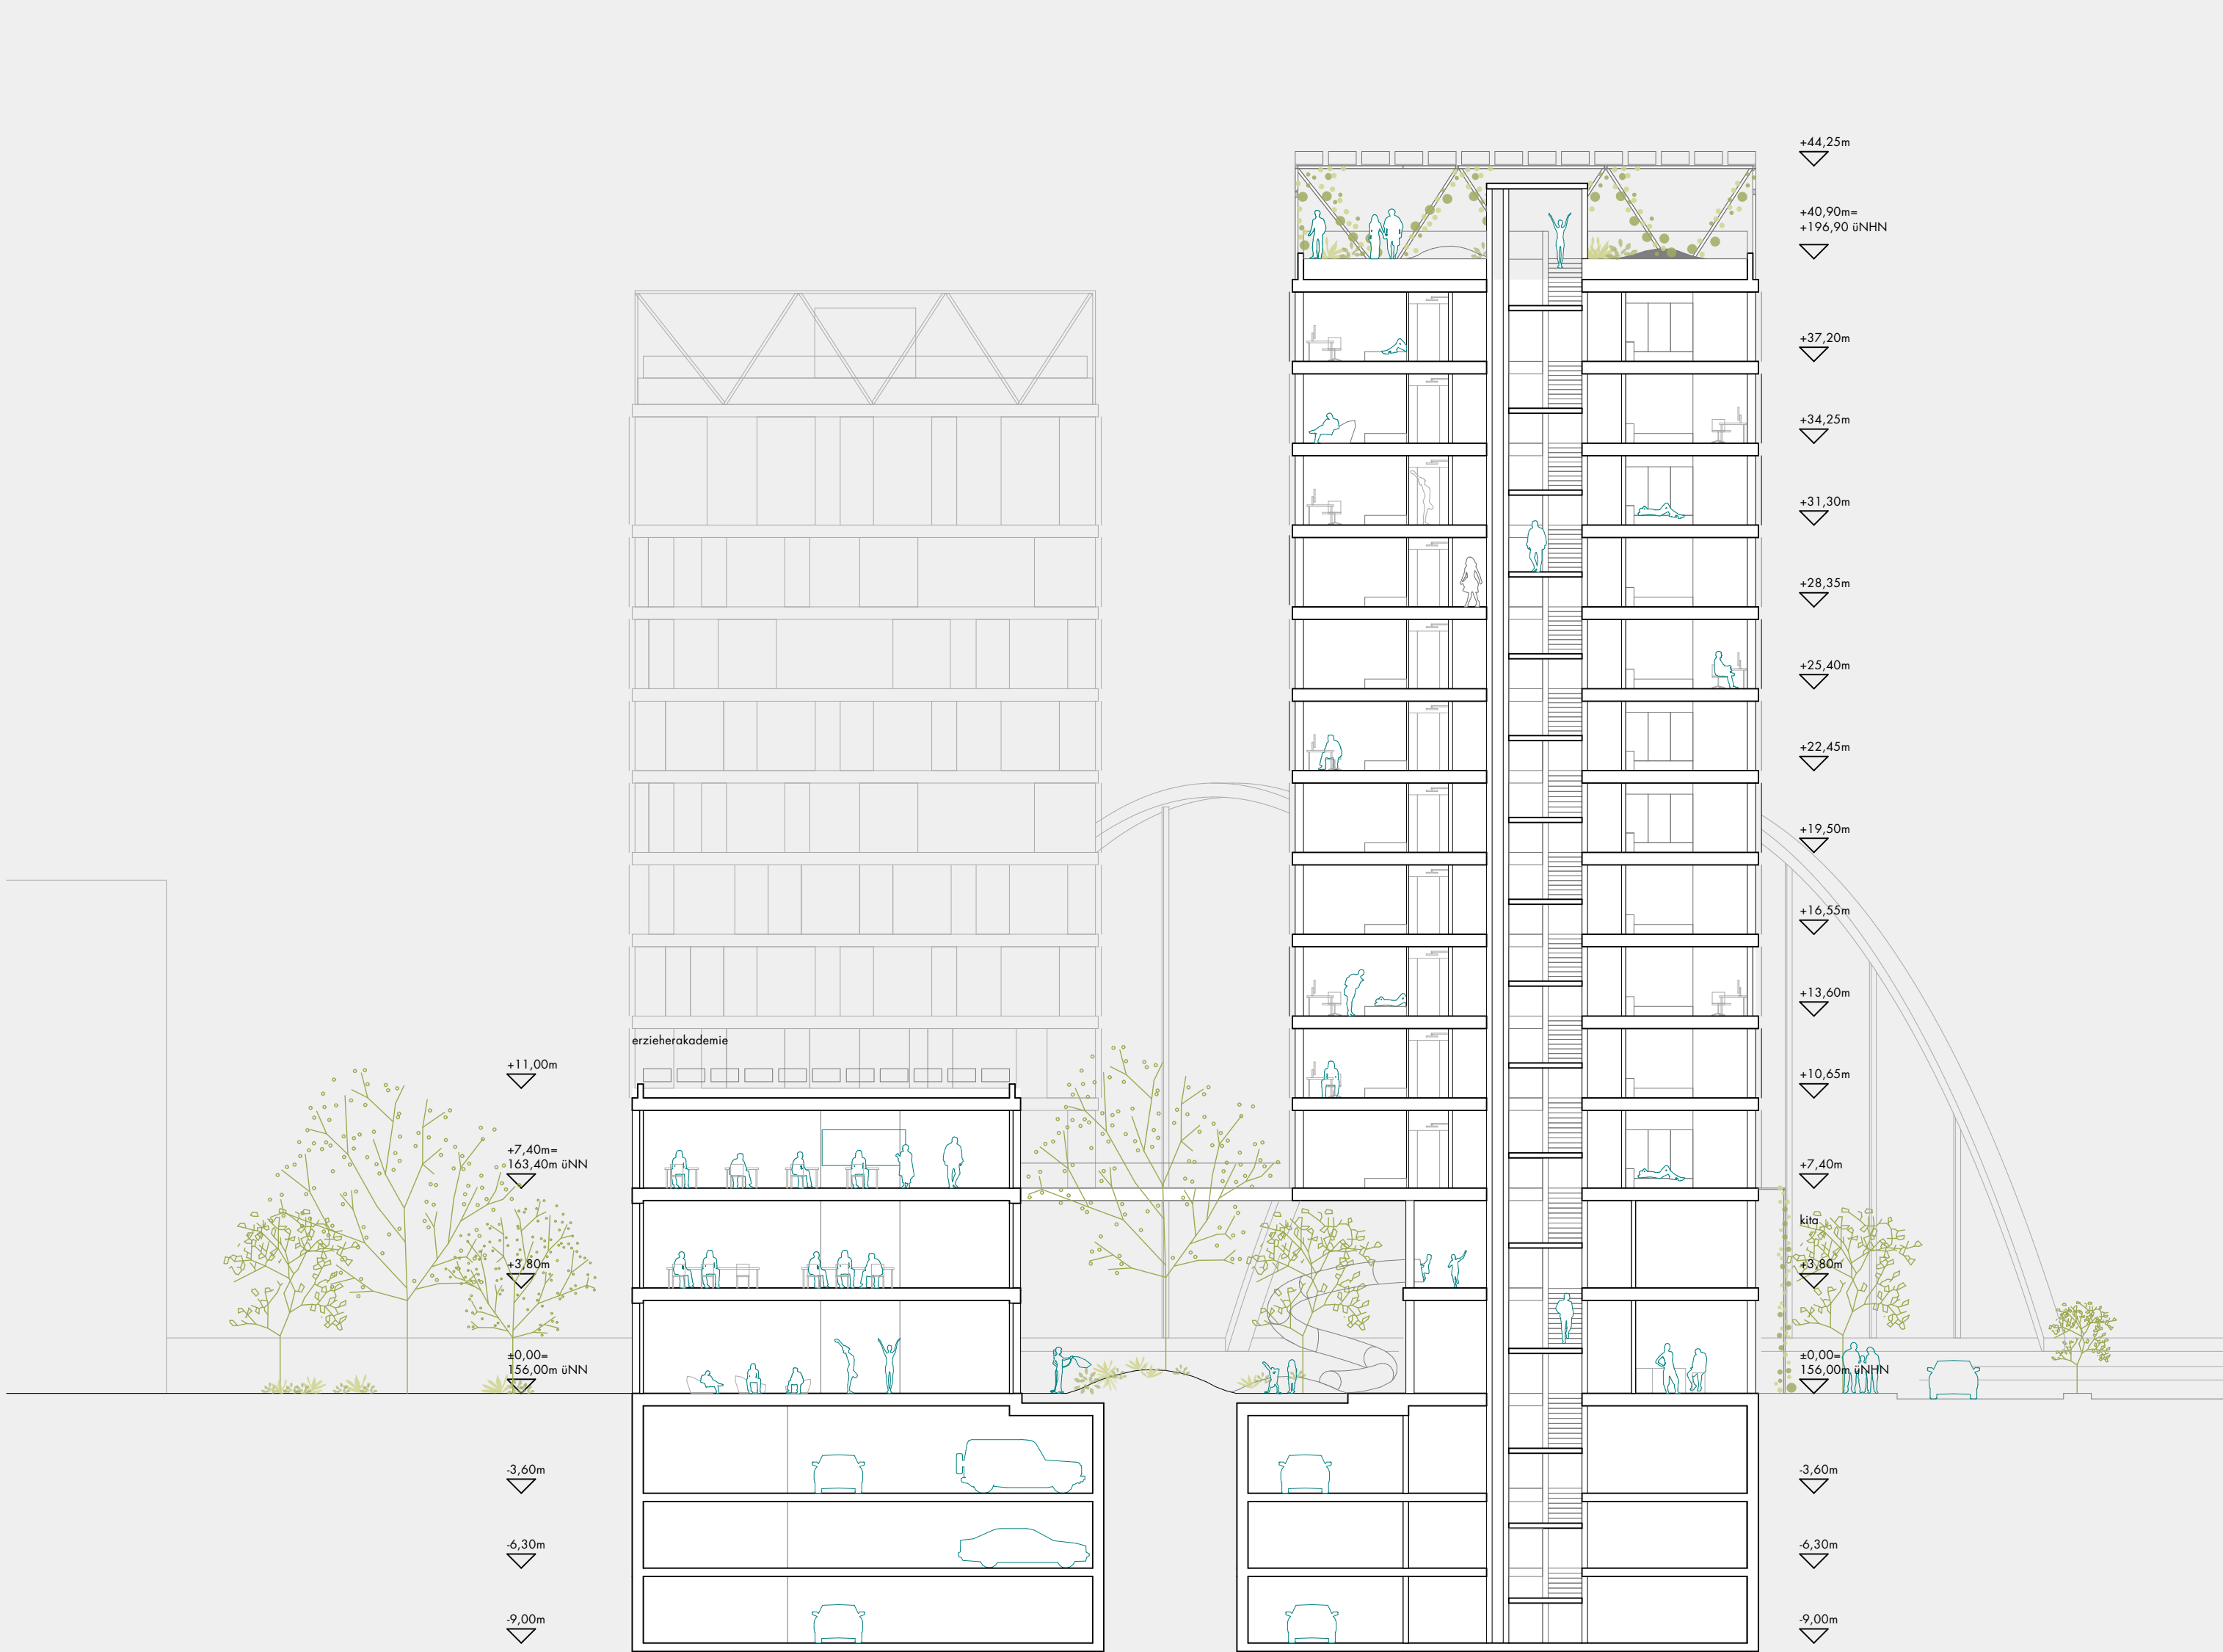 +44,25m
+40,90m=
+196,90 üNHN
+37,20m
+34,25m
+31,30m
+28,35m
+25,40m
+22,45m
+19,50m
+16,55m
+13,60m
erzieherakademie
+11,00m
+10,65m
+7,40m=
163,40m üNN
+7,40m
kita
+3,80m
+3,80m
±0,00=
156,00m üNN
±0,00=
156,00m üNHN
-3,60m
-3,60m
-6,30m
-6,30m
-9,00m
-9,00m